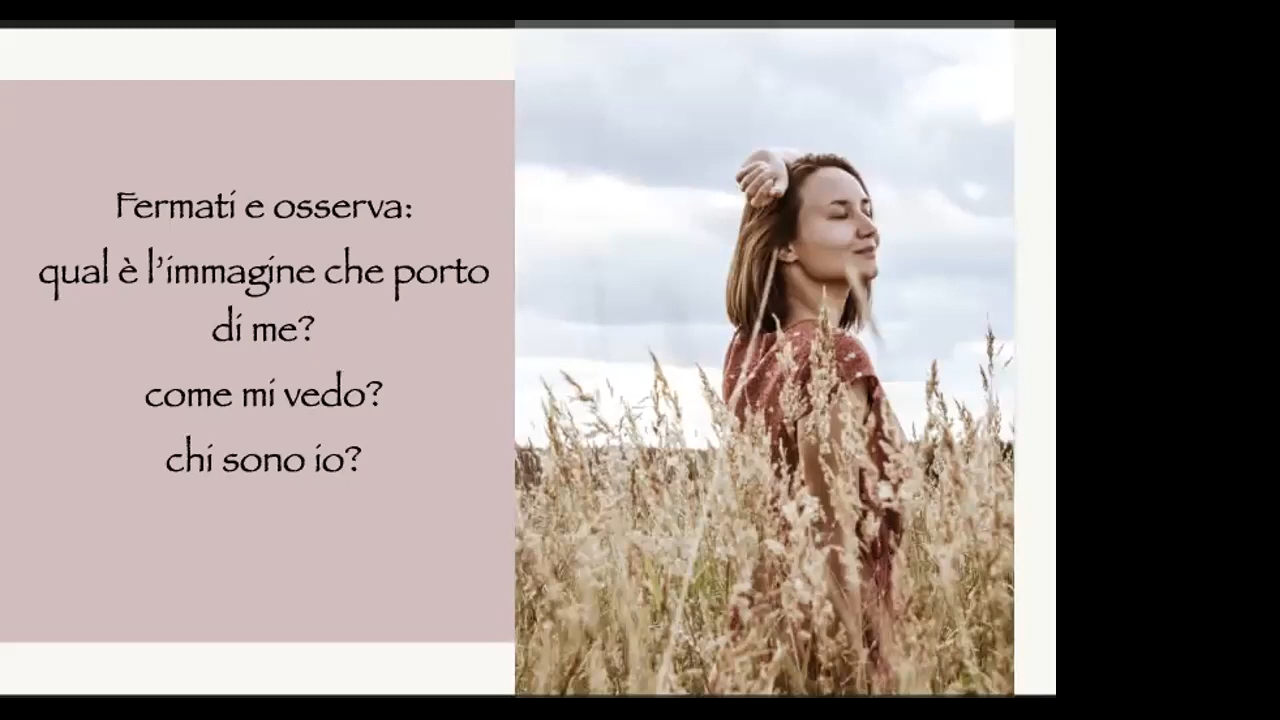 Fermati e osserva:
qual è l’immagine che porto
di me?
come mi vedo?
chi sono io?